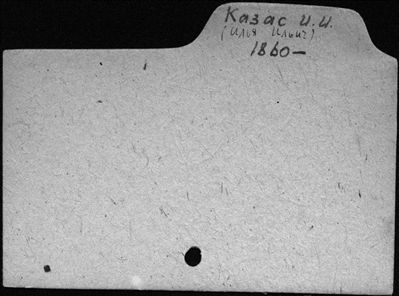 Казас И.И.
(Илья Ильич)
1860-